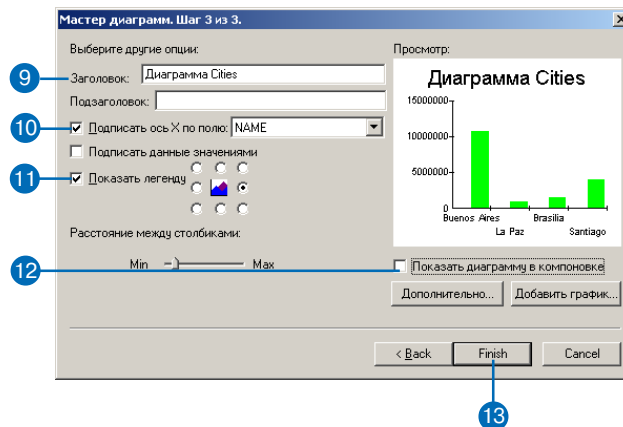 Мастер диаграмм. Шаг 3 из 3.
Выберите другие опции:
9
Заголовок: Диаграмма Cities
Подзаголовок:
10
Подписать ось X по полю: NAME
Подписать данные значениями
11
Показать легенду
Расстояние между столбиками:
Min Max
Просмотр:
Диаграмма Cities
15000000
10000000
5000000
0
Buenos Aires Brasilia
La Paz Santiago
12
Показать диаграмму в компоновке
Дополнительно... Добавить график...
< Back Finish Cancel
13